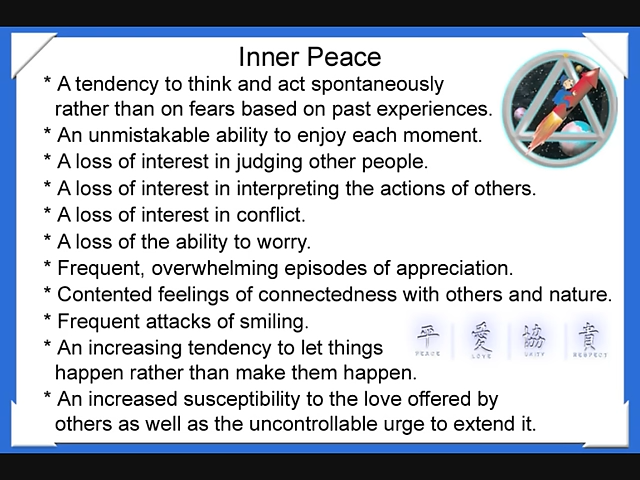 Inner Peace
* A tendency to think and act spontaneously
rather than on fears based on past experiences.
* An unmistakable ability to enjoy each moment.
* A loss of interest in judging other people.
* A loss of interest in interpreting the actions of others.
* A loss of interest in conflict.
* A loss of the ability to worry.
* Frequent, overwhelming episodes of appreciation.
* Contented feelings of connectedness with others and nature.
* Frequent attacks of smiling.
平 愛 協 貴
PEACE LOVE UNITY RESPECT
* An increasing tendency to let things
happen rather than make them happen.
* An increased susceptibility to the love offered by
others as well as the uncontrollable urge to extend it.